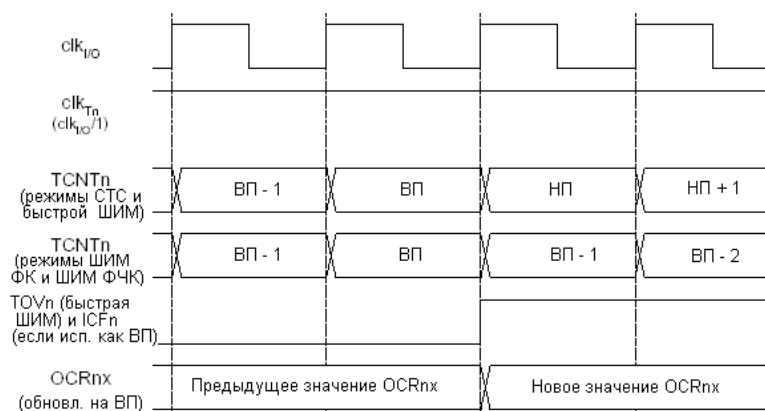 clkI/O
clkTn
(clkI/O/1)
TCNTn
(режимы СТС и
быстрой ШИМ)
ВП - 1
ВП
НП
НП + 1
TCNTn
(режимы ШИМ
ФК и ШИМ ФЧК)
ВП - 1
ВП
ВП - 1
ВП - 2
TOVn (быстрая
ШИМ) и ICFn
(если исп. как ВП)
OCRnx
(обновл. на ВП)
Предыдущее значение OCRnx
Новое значение OCRnx